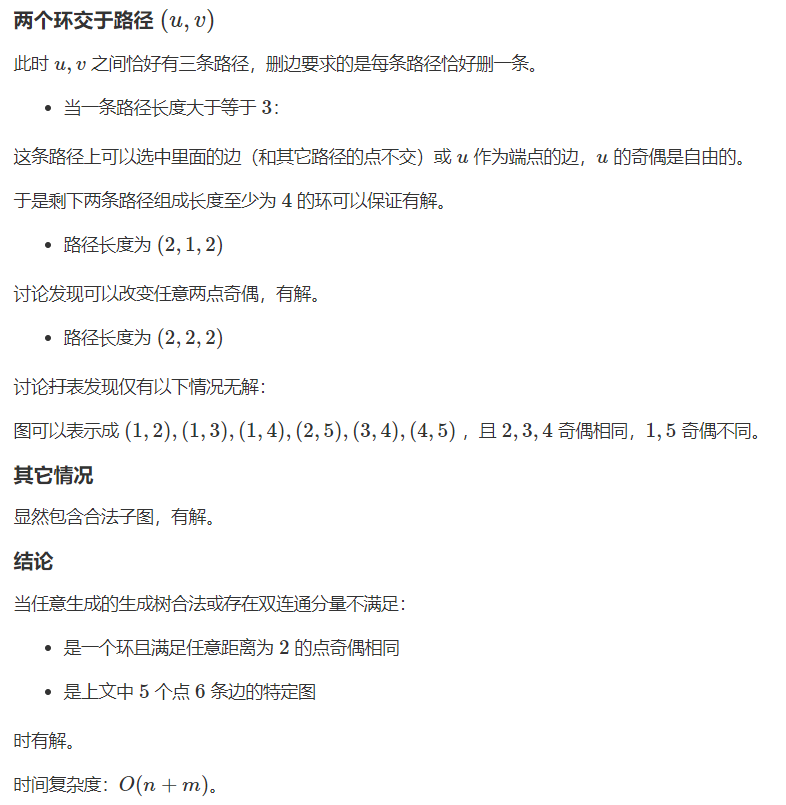 两个环交于路径 (u, v)
此时 u, v 之间恰好有三条路径，删边要求的是每条路径恰好删一条。
• 当一条路径长度大于等于 3：
这条路径上可以选中里面的边（和其它路径的点不交）或 u 作为端点的边，u 的奇偶是自由的。
于是剩下两条路径组成长度至少为 4 的环可以保证有解。
• 路径长度为 (2, 1, 2)
讨论发现可以改变任意两点奇偶，有解。
• 路径长度为 (2, 2, 2)
讨论打表发现仅有以下情况无解：
图可以表示成 (1, 2), (1, 3), (1, 4), (2, 5), (3, 4), (4, 5) ，且 2, 3, 4 奇偶相同，1, 5 奇偶不同。
其它情况
显然包含合法子图，有解。
结论
当任意生成的生成树合法或存在双连通分量不满足：
• 是一个环且满足任意距离为 2 的点奇偶相同
• 是上文中 5 个点 6 条边的特定图
时有解。
时间复杂度：O(n + m)。